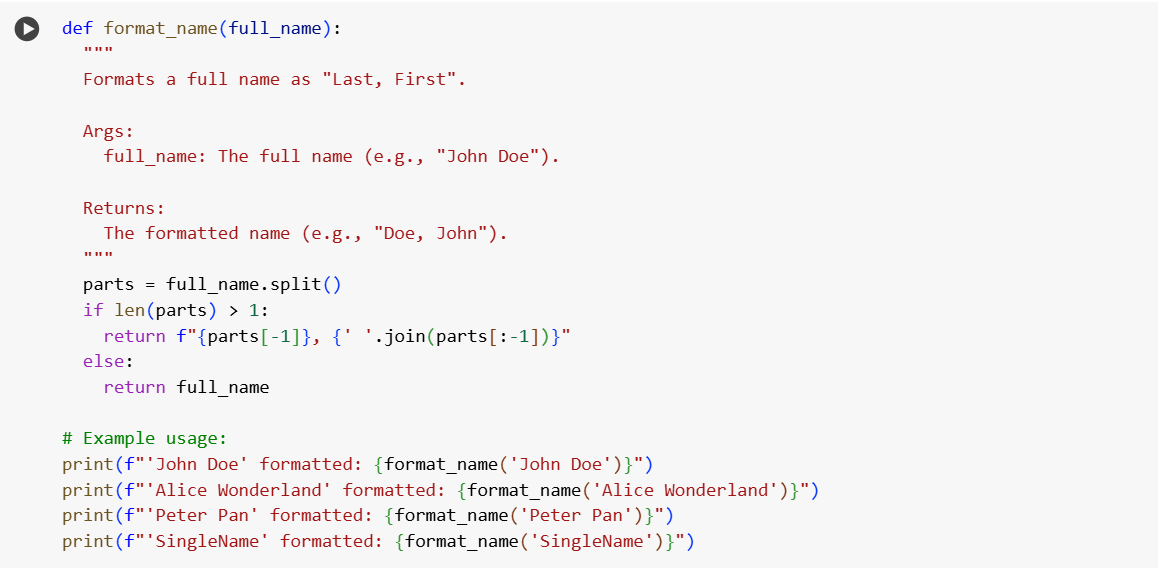 def format_name(full_name):
  """
  Formats a full name as "Last, First".

  Args:
    full_name: The full name (e.g., "John Doe").

  Returns:
    The formatted name (e.g., "Doe, John").
  """
  parts = full_name.split()
  if len(parts) > 1:
    return f"{parts[-1]}, {' '.join(parts[:-1])}"
  else:
    return full_name

# Example usage:
print(f"'John Doe' formatted: {format_name('John Doe')}")
print(f"'Alice Wonderland' formatted: {format_name('Alice Wonderland')}")
print(f"'Peter Pan' formatted: {format_name('Peter Pan')}")
print(f"'SingleName' formatted: {format_name('SingleName')}")